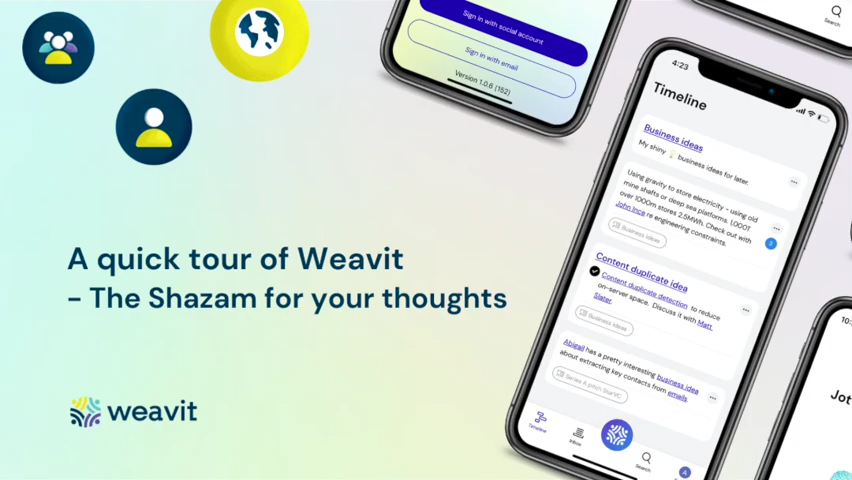 Sign in with social account
Sign in with email
Version 1.0.6 (152)
Search
4:23
Timeline
Business ideas
My shiny 💡 business ideas for later.
Using gravity to store electricity - using old
mine shafts or deep sea platforms. 1,000T
over 1000m stores 2.5MWh. Check out with
John Ince re engineering constraints.
Business ideas
Content duplicate idea
Content duplicate detection to reduce
on-server space. Discuss it with Matt
Slater.
Business ideas
Abigail has a pretty interesting business idea
about extracting key contacts from emails.
Series A pitch StarVC
Timeline
Inbox
Search
A
10:
Jot
A quick tour of Weavit
- The Shazam for your thoughts
weavit